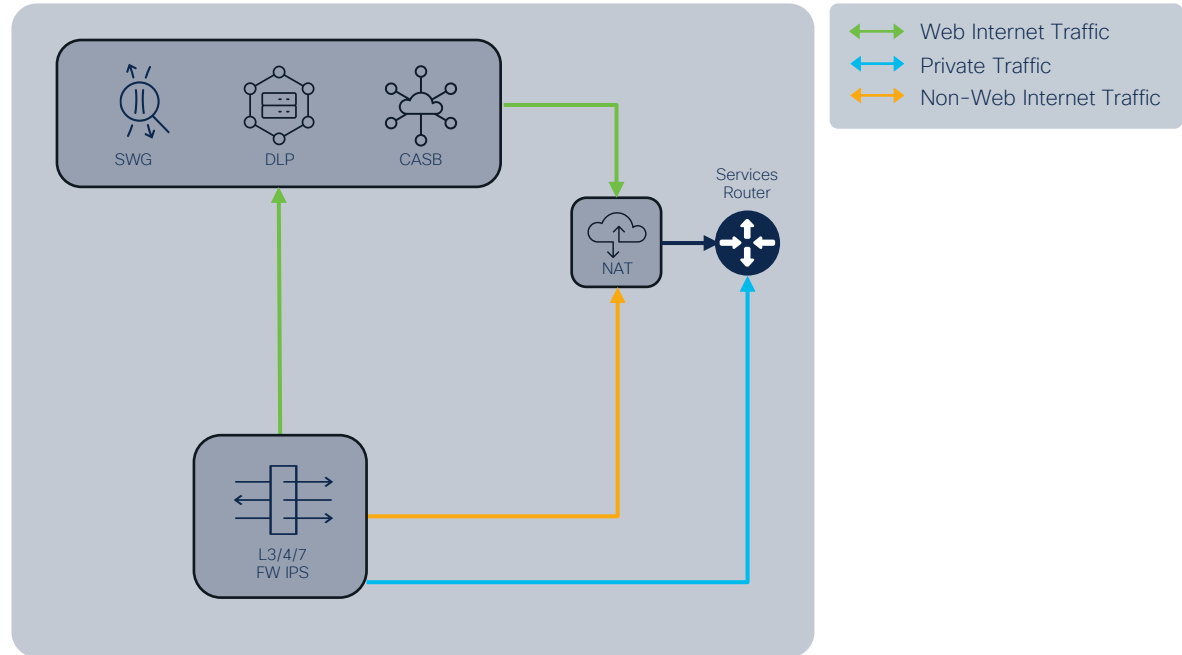 SWG
DLP
CASB
NAT
Services
Router
L3/4/7
FW IPS
Web Internet Traffic
Private Traffic
Non-Web Internet Traffic